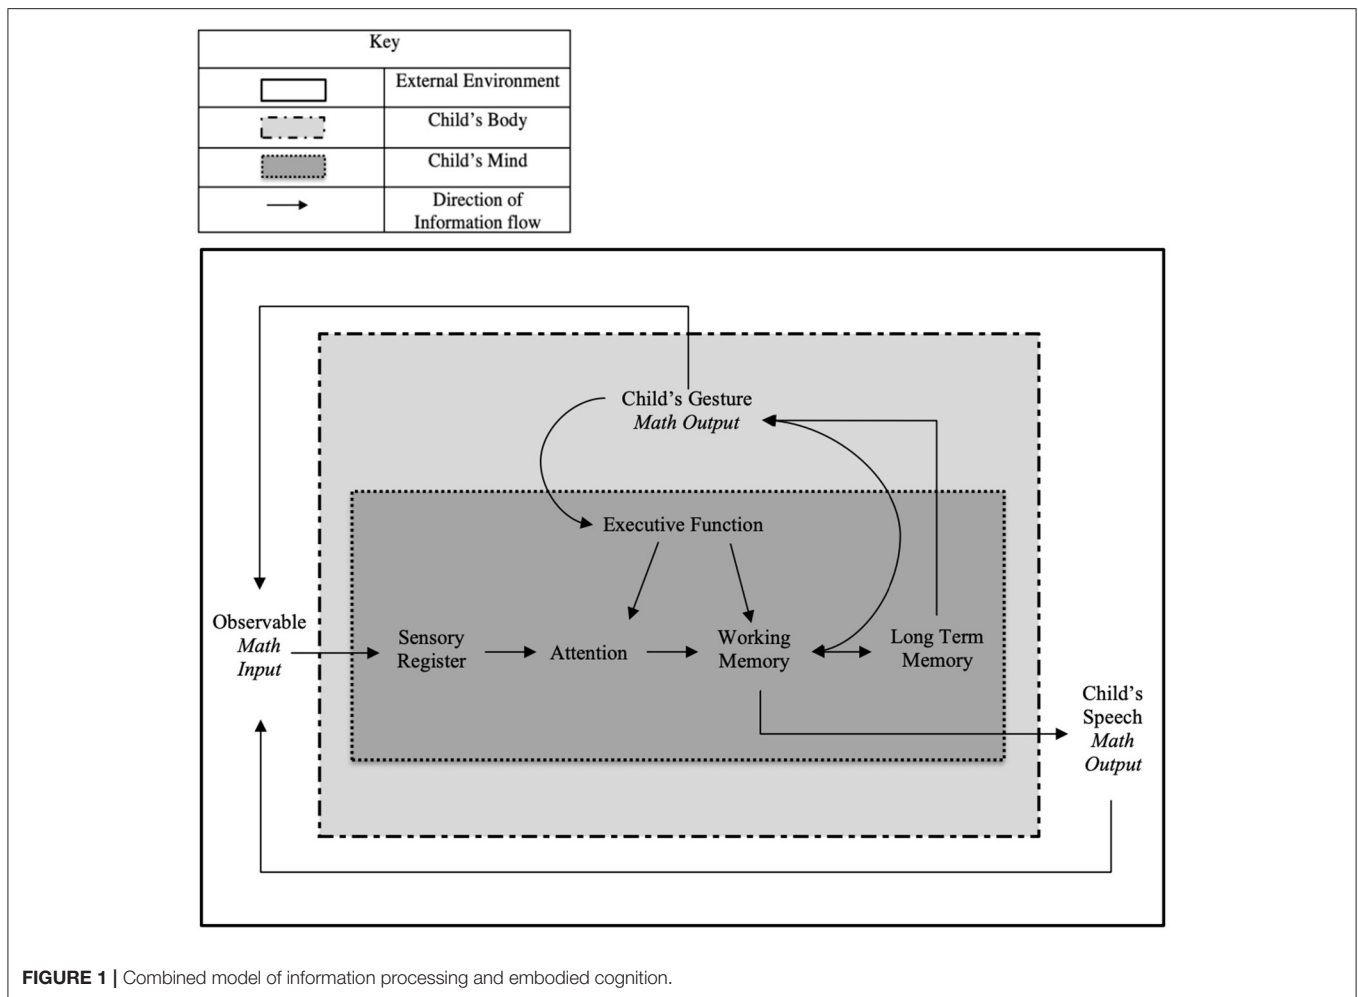 Key
External Environment
Child's Body
Child's Mind
Direction of
Information flow
Child's Gesture
Math Output
Executive Function
Observable
Math
Input
Sensory
Register
Attention
Working
Memory
Long Term
Memory
Child's
Speech
Math
Output
FIGURE 1 | Combined model of information processing and embodied cognition.